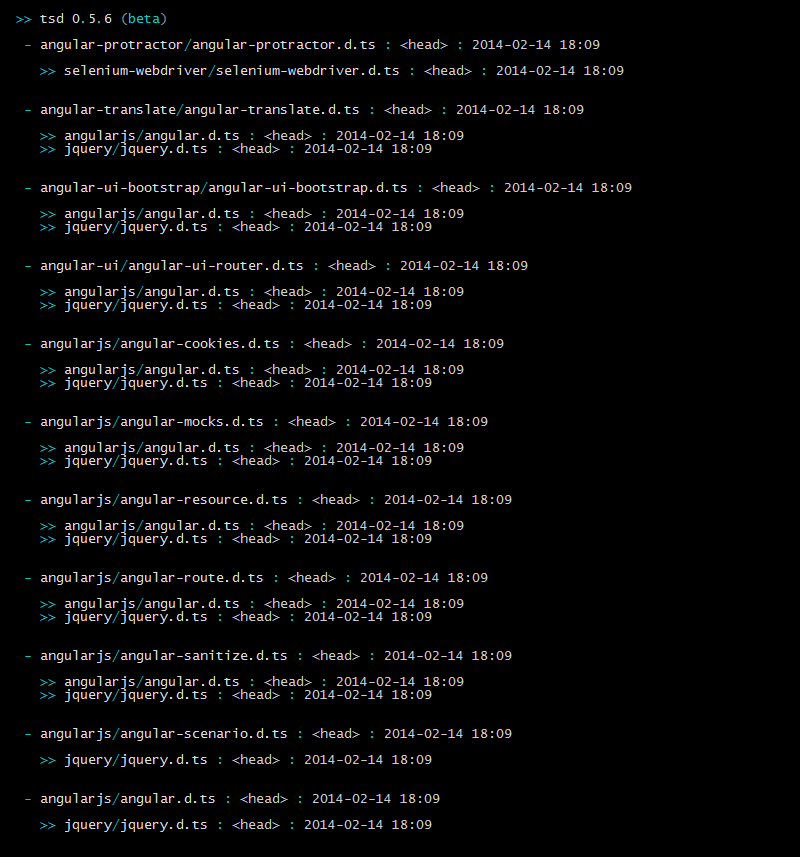 >> tsd 0.5.6 (beta)
- angular-protractor/angular-protractor.d.ts : <head> : 2014-02-14 18:09
>> selenium-webdriver/selenium-webdriver.d.ts : <head> : 2014-02-14 18:09
- angular-translate/angular-translate.d.ts : <head> : 2014-02-14 18:09
>> angularjs/angular.d.ts : <head> : 2014-02-14 18:09
>> jquery/jquery.d.ts : <head> : 2014-02-14 18:09
- angular-ui-bootstrap/angular-ui-bootstrap.d.ts : <head> : 2014-02-14 18:09
>> angularjs/angular.d.ts : <head> : 2014-02-14 18:09
>> jquery/jquery.d.ts : <head> : 2014-02-14 18:09
- angular-ui/angular-ui-router.d.ts : <head> : 2014-02-14 18:09
>> angularjs/angular.d.ts : <head> : 2014-02-14 18:09
>> jquery/jquery.d.ts : <head> : 2014-02-14 18:09
- angularjs/angular-cookies.d.ts : <head> : 2014-02-14 18:09
>> angularjs/angular.d.ts : <head> : 2014-02-14 18:09
>> jquery/jquery.d.ts : <head> : 2014-02-14 18:09
- angularjs/angular-mocks.d.ts : <head> : 2014-02-14 18:09
>> angularjs/angular.d.ts : <head> : 2014-02-14 18:09
>> jquery/jquery.d.ts : <head> : 2014-02-14 18:09
- angularjs/angular-resource.d.ts : <head> : 2014-02-14 18:09
>> angularjs/angular.d.ts : <head> : 2014-02-14 18:09
>> jquery/jquery.d.ts : <head> : 2014-02-14 18:09
- angularjs/angular-route.d.ts : <head> : 2014-02-14 18:09
>> angularjs/angular.d.ts : <head> : 2014-02-14 18:09
>> jquery/jquery.d.ts : <head> : 2014-02-14 18:09
- angularjs/angular-sanitize.d.ts : <head> : 2014-02-14 18:09
>> angularjs/angular.d.ts : <head> : 2014-02-14 18:09
>> jquery/jquery.d.ts : <head> : 2014-02-14 18:09
- angularjs/angular-scenario.d.ts : <head> : 2014-02-14 18:09
>> jquery/jquery.d.ts : <head> : 2014-02-14 18:09
- angularjs/angular.d.ts : <head> : 2014-02-14 18:09
>> jquery/jquery.d.ts : <head> : 2014-02-14 18:09